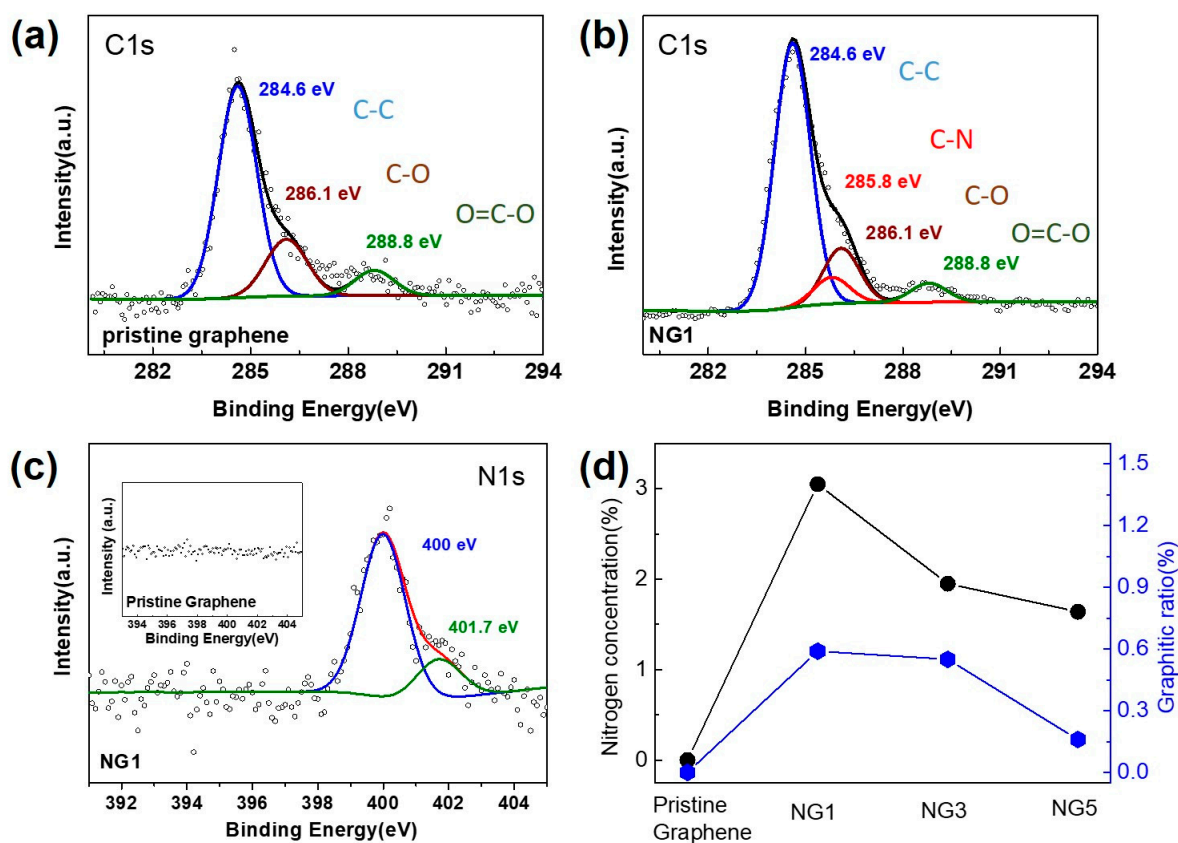 (a)
C1s
284.6 eV
C-C
C-O
286.1 eV
O=C-O
288.8 eV
pristine graphene
Intensity(a.u.)
282 285 288 291 294
Binding Energy(eV)
(b)
C1s
284.6 eV
C-C
C-N
285.8 eV
C-O
286.1 eV
O=C-O
288.8 eV
NG1
Intensity(a.u.)
282 285 288 291 294
Binding Energy(eV)
(c)
N1s
Intensity (a.u.)
Pristine Graphene
394 396 398 400 402 404
Binding Energy(eV)
400 eV
401.7 eV
NG1
Intensity(a.u.)
392 394 396 398 400 402 404
Binding Energy(eV)
(d)
Nitrogen concentration(%)
3
2
1
0
1.5
1.2
0.9
0.6
0.3
0.0
Graphitic ratio(%)
Pristine
Graphene
NG1
NG3
NG5